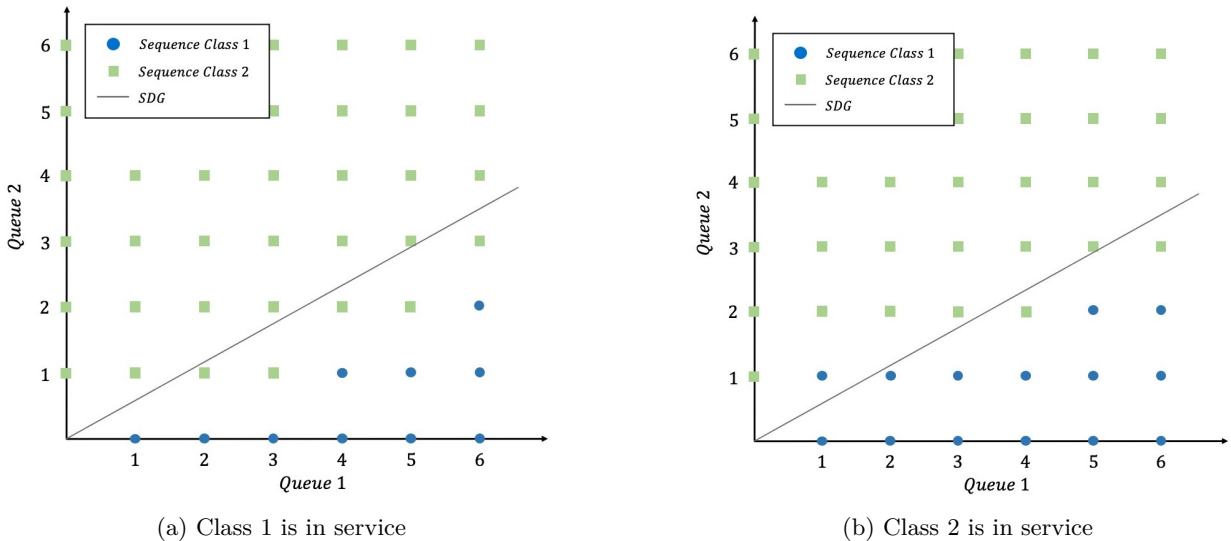 Sequence Class 1
Sequence Class 2
SDG
6
5
4
3
2
1
Queue 2
1 2 3 4 5 6
Queue 1
(a) Class 1 is in service
Sequence Class 1
Sequence Class 2
SDG
6
5
4
3
2
1
Queue 2
1 2 3 4 5 6
Queue 1
(b) Class 2 is in service